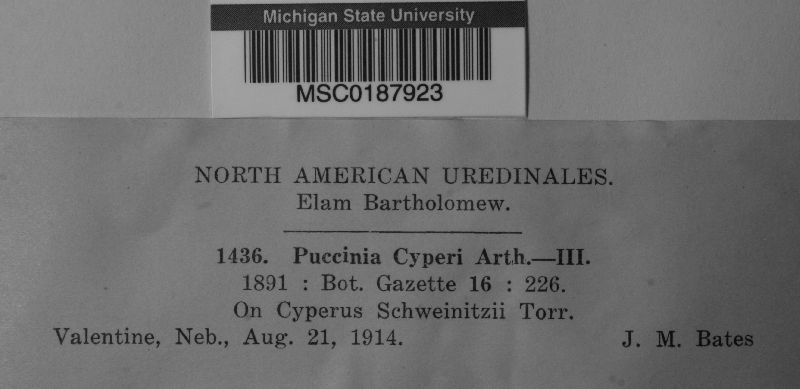 Michigan State University
MSC0187923
NORTH AMERICAN UREDINALES.
Elam Bartholomew.
1436. Puccinia Cyperi Arth.—III.
1891 : Bot. Gazette 16 : 226.
On Cyperus Schweinitzii Torr.
Valentine, Neb., Aug. 21, 1914. J. M. Bates